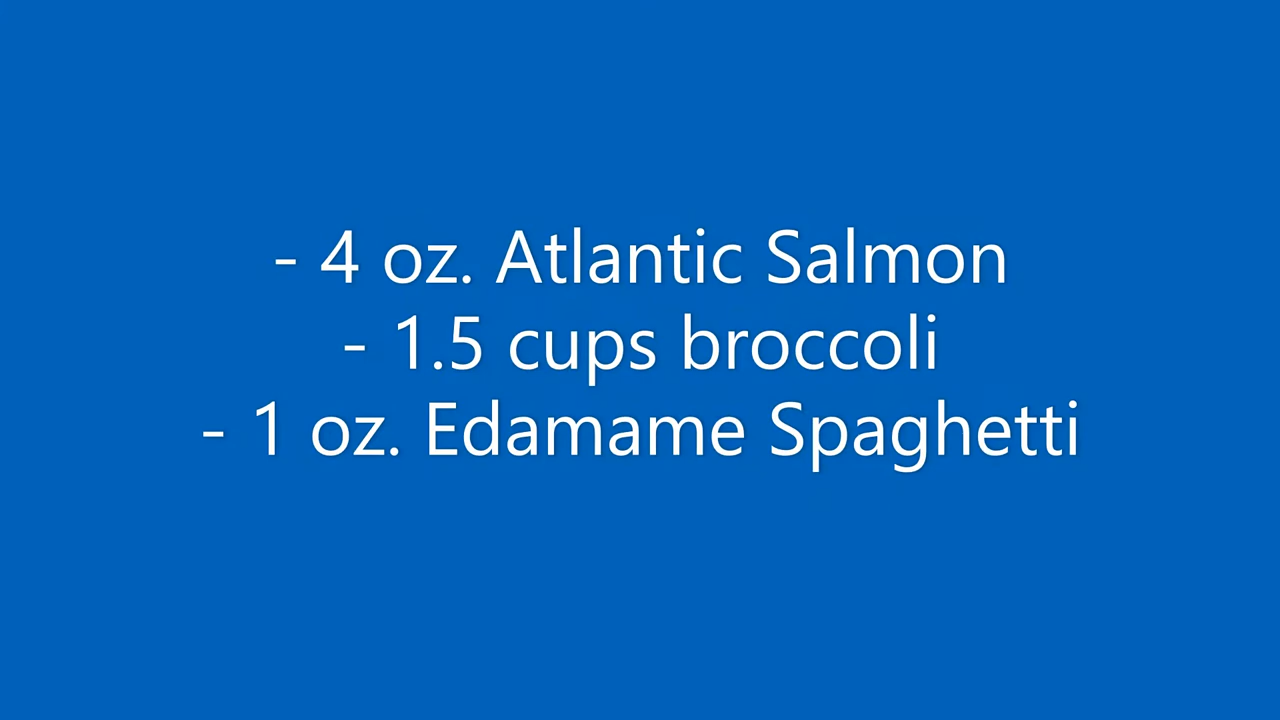 - 4 oz. Atlantic Salmon
- 1.5 cups broccoli
- 1 oz. Edamame Spaghetti